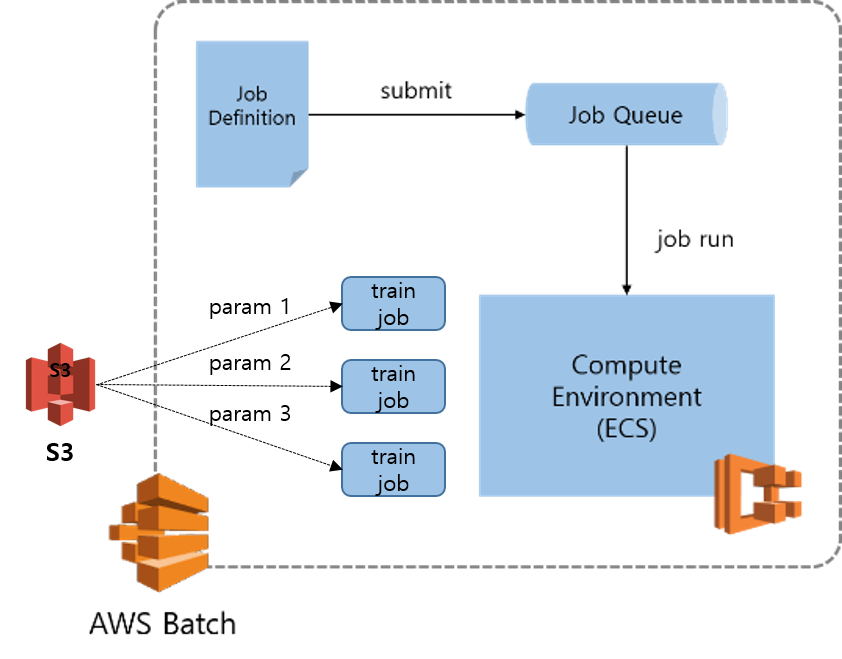 Job
Definition
submit
Job Queue
job run
param 1
train
job
param 2
train
job
param 3
train
job
S3
S3
Compute
Environment
(ECS)
AWS Batch